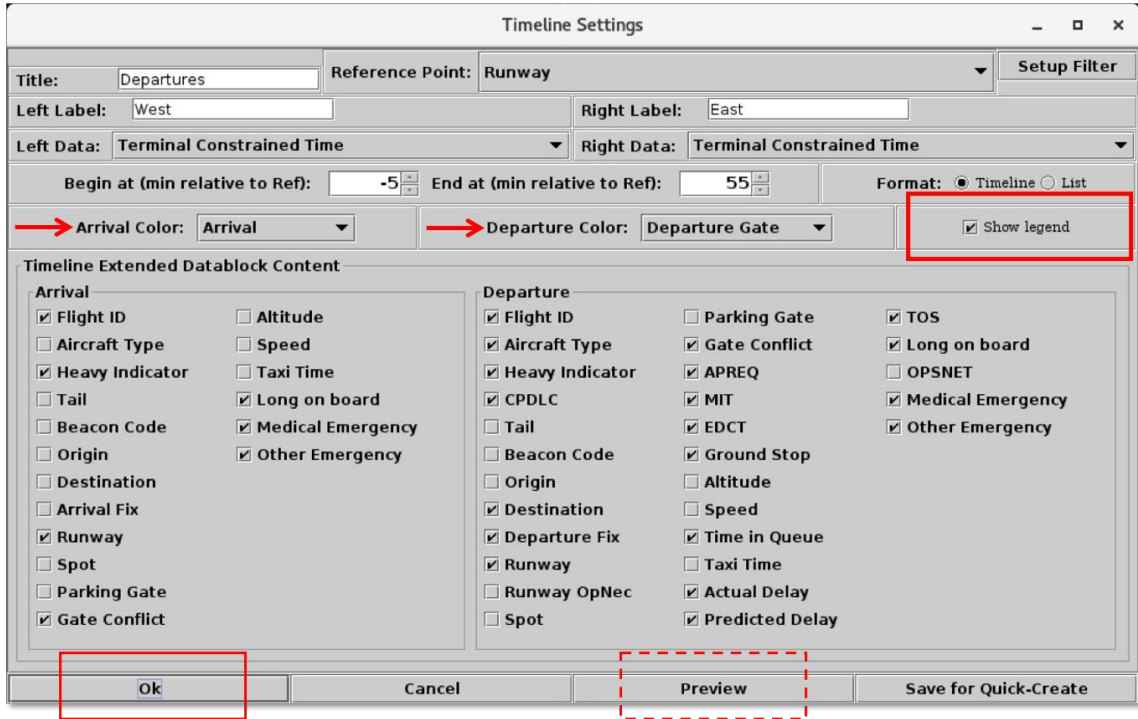 Timeline Settings
Title: Departures Reference Point: Runway Setup Filter
Left Label: West Right Label: East
Left Data: Terminal Constrained Time Right Data: Terminal Constrained Time
Begin at (min relative to Ref): -5 End at (min relative to Ref): 55 Format: Timeline List
Arrival Color: Arrival Departure Color: Departure Gate Show legend
Timeline Extended Datablock Content
Arrival
Flight ID Altitude
Aircraft Type Speed
Heavy Indicator Taxi Time
Tail Long on board
Beacon Code Medical Emergency
Origin Other Emergency
Destination
Arrival Fix
Runway
Spot
Parking Gate
Gate Conflict
Departure
Flight ID Parking Gate TOS
Aircraft Type Gate Conflict Long on board
Heavy Indicator APREQ OPSNET
CPDLC MIT Medical Emergency
Tail EDCT Other Emergency
Beacon Code Ground Stop
Origin Altitude
Destination Speed
Departure Fix Time in Queue
Runway Taxi Time
Runway OpNec Actual Delay
Spot Predicted Delay
Ok Cancel Preview Save for Quick-Create